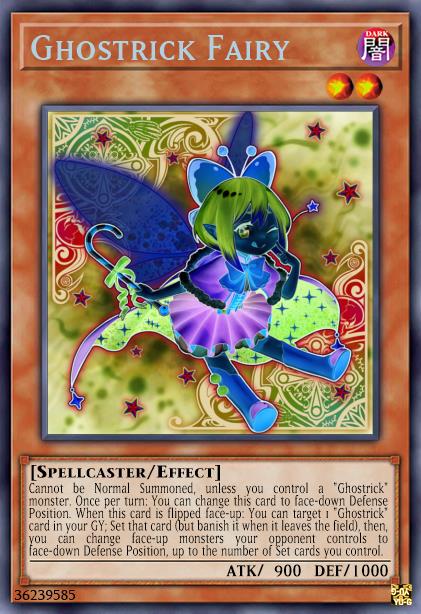 GHOSTRICK FAIRY
DARK
闇
[SPELLCASTER/EFFECT]
Cannot be Normal Summoned, unless you control a "Ghostrick"
monster. Once per turn: You can change this card to face-down Defense
Position. When this card is flipped face-up: You can target 1 "Ghostrick"
card in your GY; Set that card (but banish it when it leaves the field), then,
you can change face-up monsters your opponent controls to
face-down Defense Position, up to the number of Set cards you control.
ATK/ 900 DEF/1000
36239585